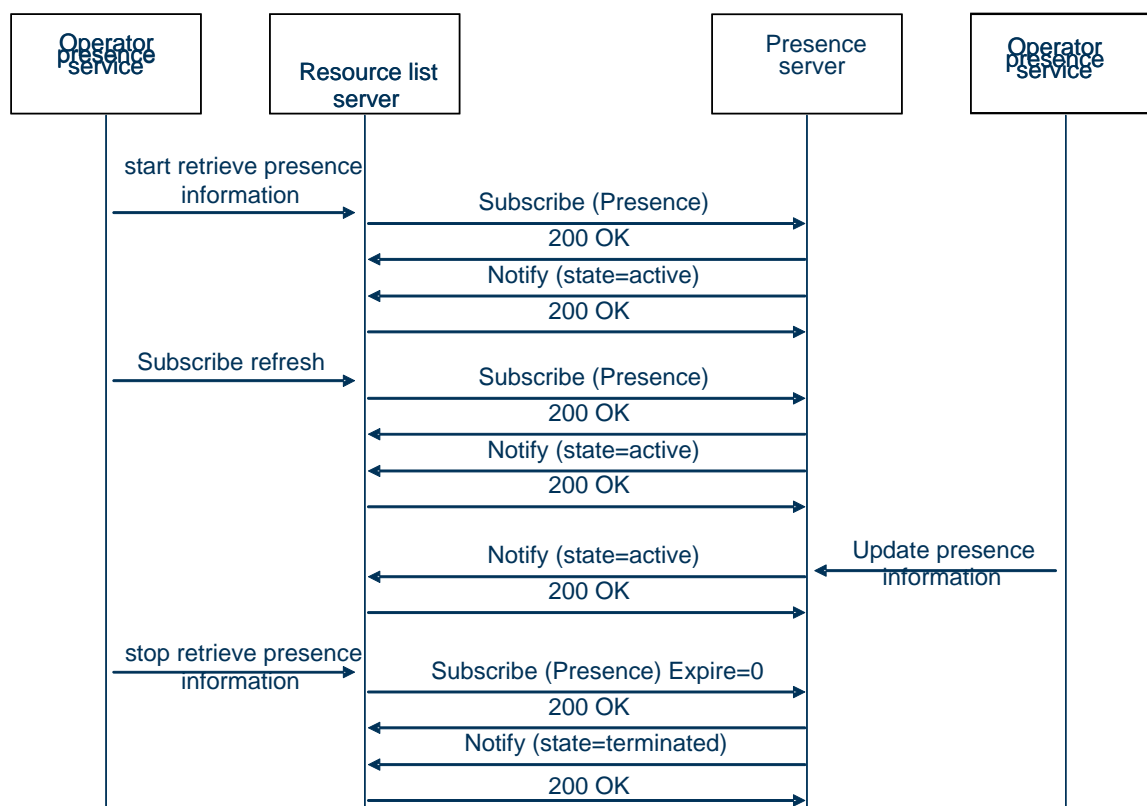 Operator
presence
service
Resource list
server
Presence
server
Operator
presence
service
start retrieve presence
information
Subscribe (Presence)
200 OK
Notify (state=active)
200 OK
Subscribe refresh
Subscribe (Presence)
200 OK
Notify (state=active)
200 OK
Notify (state=active)
Update presence
information
200 OK
stop retrieve presence
information
Subscribe (Presence) Expire=0
200 OK
Notify (state=terminated)
200 OK